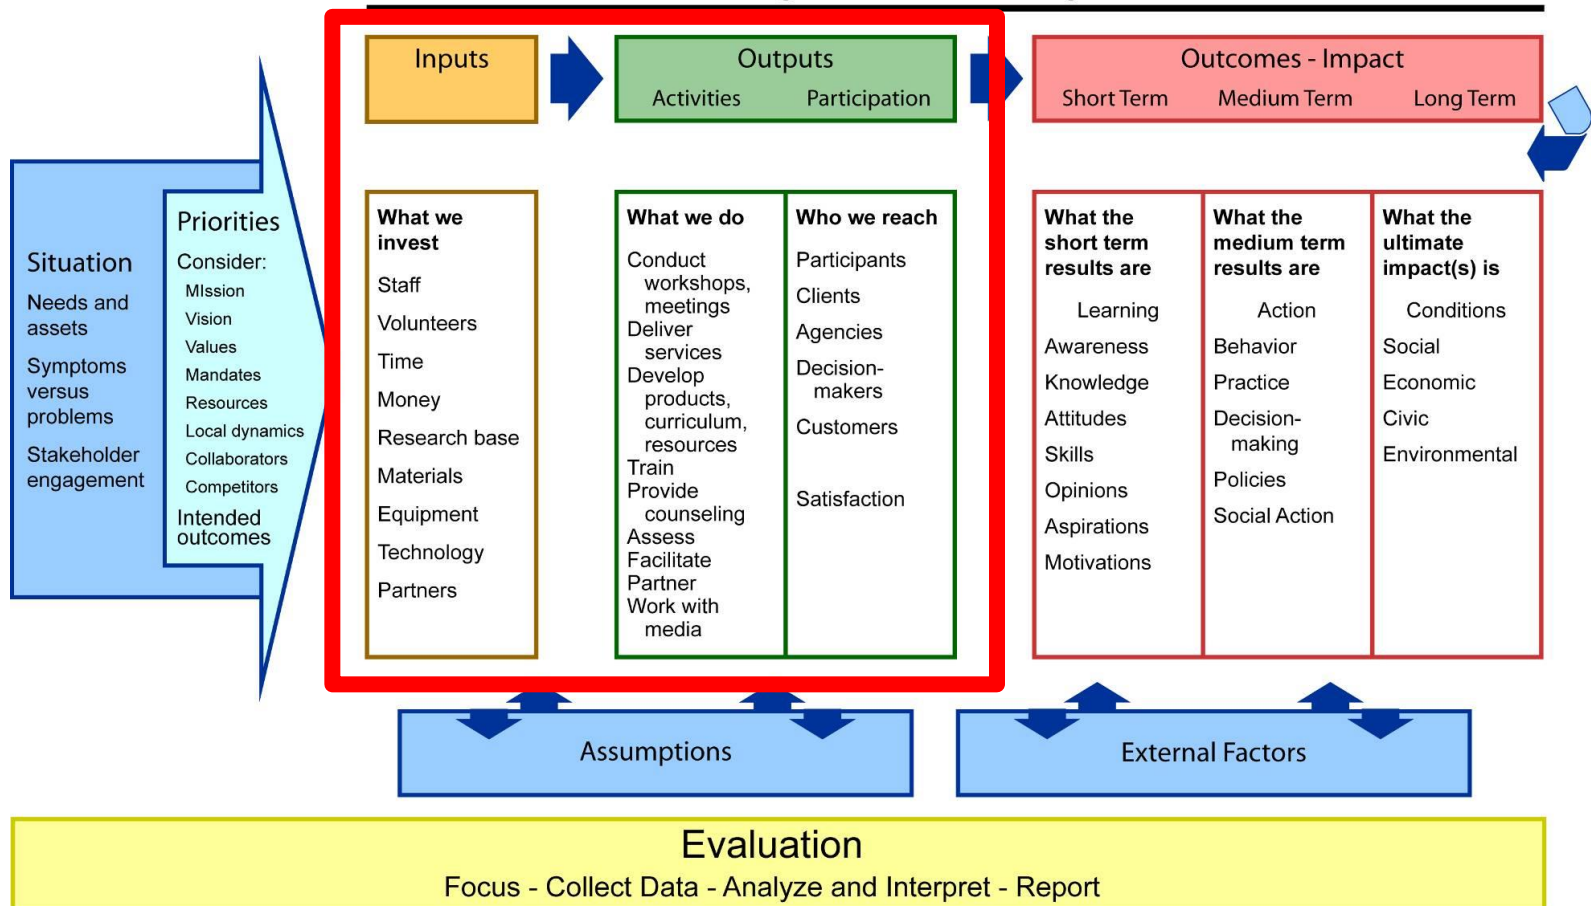 Inputs
Outputs
Activities Participation
Outcomes - Impact
Short Term Medium Term Long Term
Situation
Needs and
assets
Symptoms
versus
problems
Stakeholder
engagement
Priorities
Consider:
MIssion
Vision
Values
Mandates
Resources
Local dynamics
Collaborators
Competitors
Intended
outcomes
What we
invest
Staff
Volunteers
Time
Money
Research base
Materials
Equipment
Technology
Partners
What we do
Conduct
workshops,
meetings
Deliver
services
Develop
products,
curriculum,
resources
Train
Provide
counseling
Assess
Facilitate
Partner
Work with
media
Who we reach
Participants
Clients
Agencies
Decision-
makers
Customers
Satisfaction
What the
short term
results are
Learning
Awareness
Knowledge
Attitudes
Skills
Opinions
Aspirations
Motivations
What the
medium term
results are
Action
Behavior
Practice
Decision-
making
Policies
Social Action
What the
ultimate
impact(s) is
Conditions
Social
Economic
Civic
Environmental
Assumptions
External Factors
Evaluation
Focus - Collect Data - Analyze and Interpret - Report